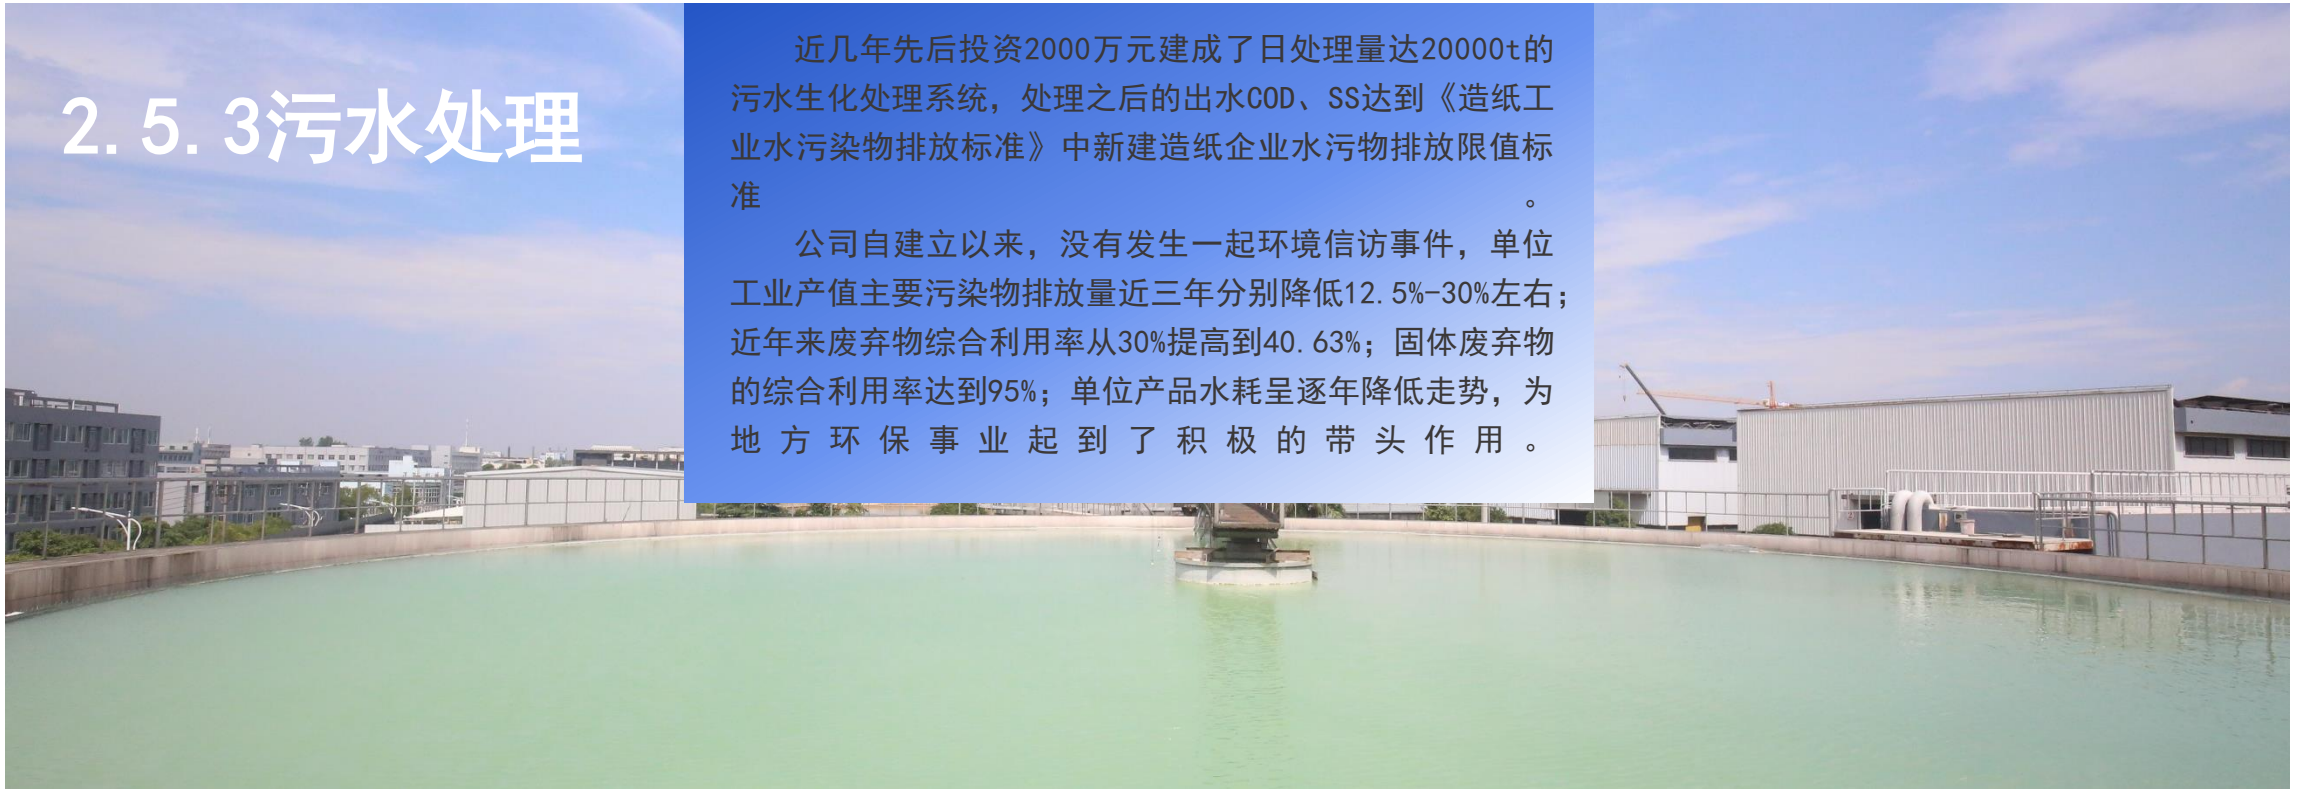 2.5.3污水处理
近几年先后投资2000万元建成了日处理量达20000t的
污水生化处理系统，处理之后的出水COD、SS达到《造纸工
业水污染物排放标准》中新建造纸企业水污物排放限值标
准。
公司自建立以来，没有发生一起环境信访事件，单位
工业产值主要污染物排放量近三年分别降低12.5%-30%左右；
近年来废弃物综合利用率从30%提高到40.63%；固体废弃物
的综合利用率达到95%；单位产品水耗呈逐年降低走势，为
地方环保事业起到了积极的带头作用。